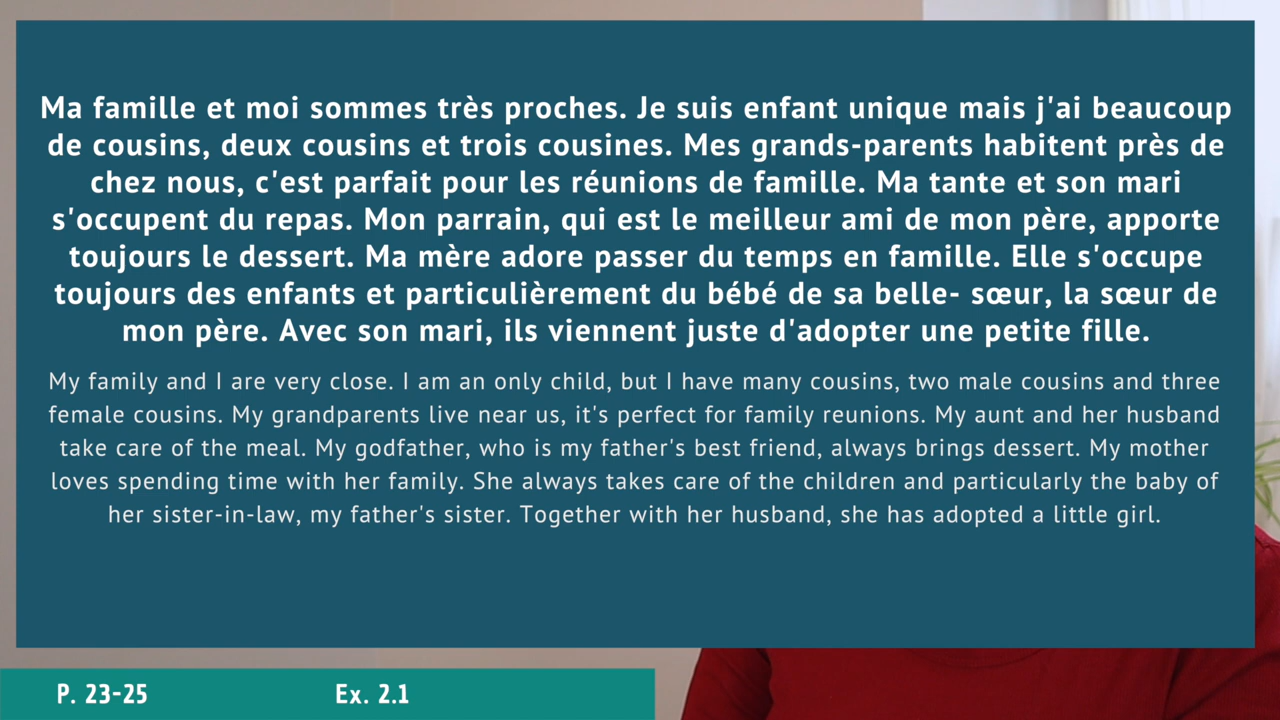 Ma famille et moi sommes très proches. Je suis enfant unique mais j'ai beaucoup
de cousins, deux cousins et trois cousines. Mes grands-parents habitent près de
chez nous, c'est parfait pour les réunions de famille. Ma tante et son mari
s'occupent du repas. Mon parrain, qui est le meilleur ami de mon père, apporte
toujours le dessert. Ma mère adore passer du temps en famille. Elle s'occupe
toujours des enfants et particulièrement du bébé de sa belle- sœur, la sœur de
mon père. Avec son mari, ils viennent juste d'adopter une petite fille.
My family and I are very close. I am an only child, but I have many cousins, two male cousins and three
female cousins. My grandparents live near us, it's perfect for family reunions. My aunt and her husband
take care of the meal. My godfather, who is my father's best friend, always brings dessert. My mother
loves spending time with her family. She always takes care of the children and particularly the baby of
her sister-in-law, my father's sister. Together with her husband, she has adopted a little girl.
P. 23-25 Ex. 2.1